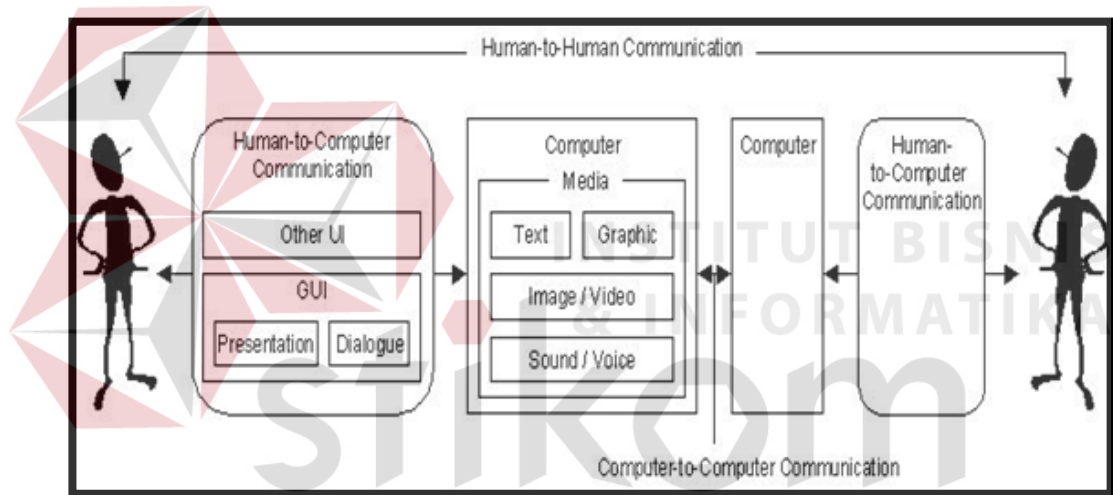 Human-to-Human Communication
Human-to-Computer
Communication
Other UI
GUI
Presentation Dialogue
Computer
Media
Text Graphic
Image / Video
Sound / Voice
Computer
Human-
to-Computer
Communication
Computer-to-Computer Communication
INSTITUT BISNIS
& INFORMATIKA
stikom